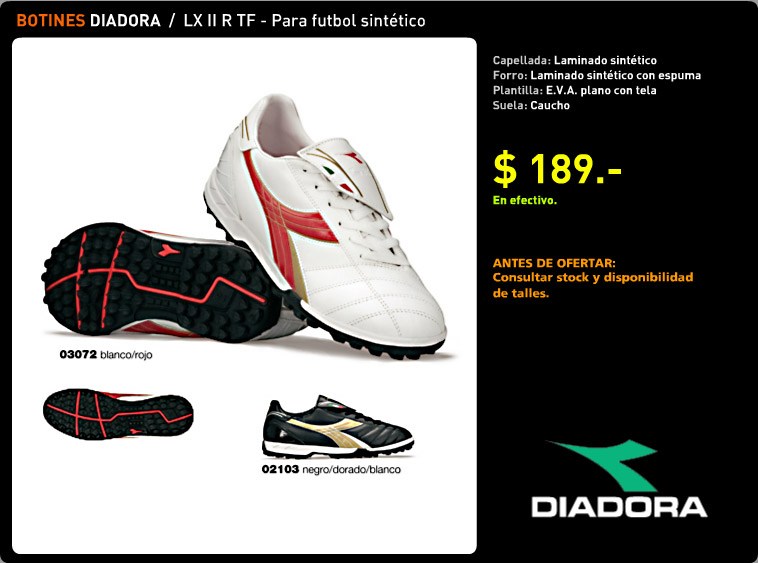 BOTINES DIADORA / LX II R TF - Para futbol sintético
Capellada: Laminado sintético
Forro: Laminado sintético con espuma
Plantilla: E.V.A. plano con tela
Suela: Caucho
$ 189.-
En efectivo.
ANTES DE OFERTAR:
Consultar stock y disponibilidad
de talles.
03072 blanco/rojo
02103 negro/dorado/blanco
DIADORA